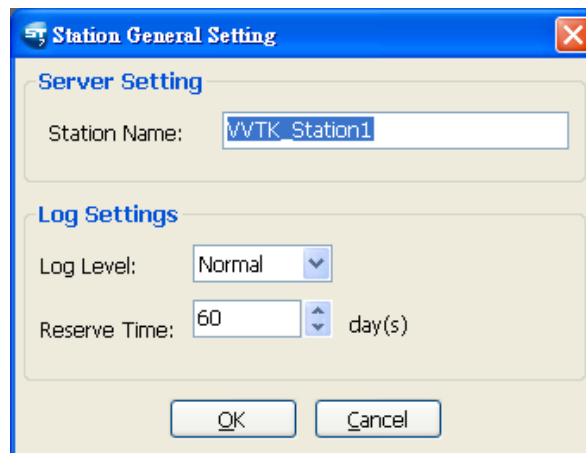 Station General Setting
Server Setting
Station Name: VVTK_Station1
Log Settings
Log Level: Normal
Reserve Time: 60 day(s)
OK Cancel